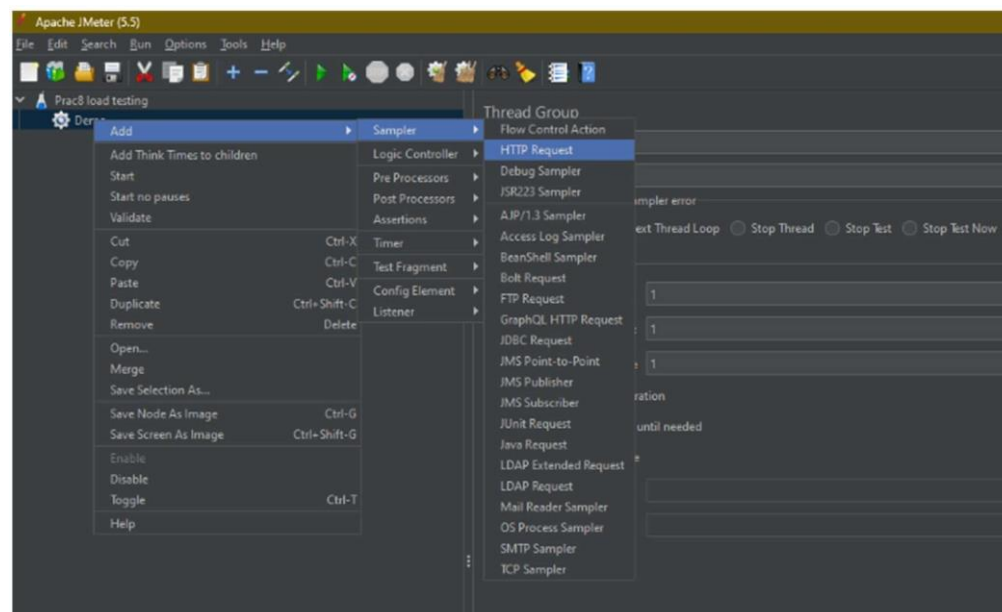 Apache JMeter (5.5)
File Edit Search Run Options Tools Help
Prac8 load testing
Add
Add Think Times to children
Start
Start no pauses
Validate
Cut Ctrl-X
Copy Ctrl-C
Paste Ctrl-V
Duplicate Ctrl+Shift-C
Remove Delete
Open...
Merge
Save Selection As...
Save Node As Image Ctrl-G
Save Screen As Image Ctrl+Shift-G
Enable
Disable
Toggle Ctrl-T
Help
Sampler
Logic Controller
Pre Processors
Post Processors
Assertions
Timer
Test Fragment
Config Element
Listener
Thread Group
Flow Control Action
HTTP Request
Debug Sampler
JSR223 Sampler
AJP/1.3 Sampler
Access Log Sampler
BeanShell Sampler
Bolt Request
FTP Request
GraphQL HTTP Request
JDBC Request
JMS Point-to-Point
JMS Publisher
JMS Subscriber
JUnit Request
Java Request
LDAP Extended Request
LDAP Request
Mail Reader Sampler
OS Process Sampler
SMTP Sampler
TCP Sampler
ampler error
ext Thread Loop Stop Thread Stop Test Stop Test Now
1
1
1
ration
until needed